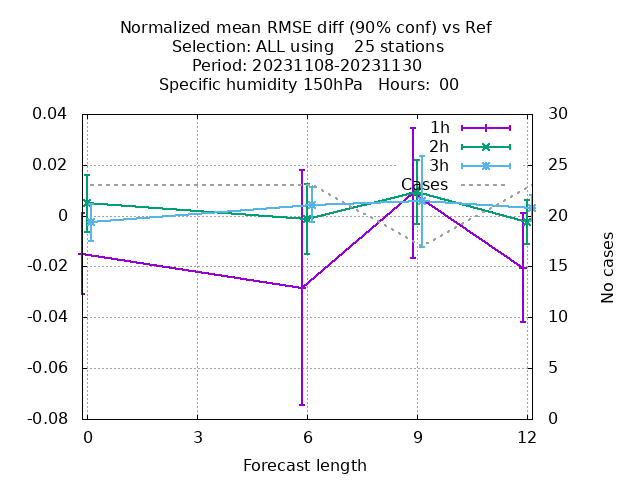 Normalized mean RMSE diff (90% conf) vs Ref
Selection: ALL using    25 stations
Period: 20231108-20231130
Specific humidity 150hPa   Hours:  00
0.04
0.02
0
-0.02
-0.04
-0.06
-0.08
30
25
20
15
10
5
0
1h
2h
3h
Cases
No cases
0
3
6
9
12
Forecast length